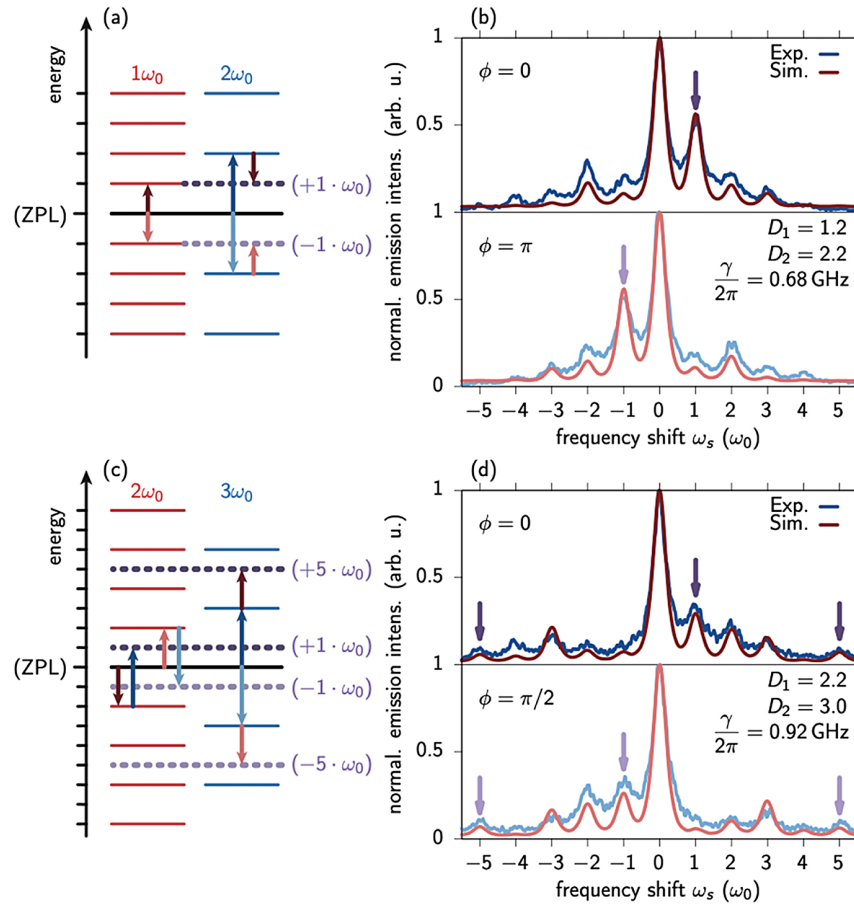 (a)
energy
1ω₀
2ω₀
(+1 · ω₀)
(ZPL)
(−1 · ω₀)
(b)
normal. emission intens. (arb. u.)
1
ϕ = 0
Exp.
Sim.
0.5
1
ϕ = π
D₁ = 1.2
D₂ = 2.2
γ/2π = 0.68 GHz
0.5
0
−5 −4 −3 −2 −1 0 1 2 3 4 5
frequency shift ωₛ (ω₀)
(c)
energy
2ω₀
3ω₀
(+5 · ω₀)
(+1 · ω₀)
(ZPL)
(−1 · ω₀)
(−5 · ω₀)
(d)
normal. emission intens. (arb. u.)
1
ϕ = 0
Exp.
Sim.
0.5
1
ϕ = π/2
D₁ = 2.2
D₂ = 3.0
γ/2π = 0.92 GHz
0.5
0
−5 −4 −3 −2 −1 0 1 2 3 4 5
frequency shift ωₛ (ω₀)